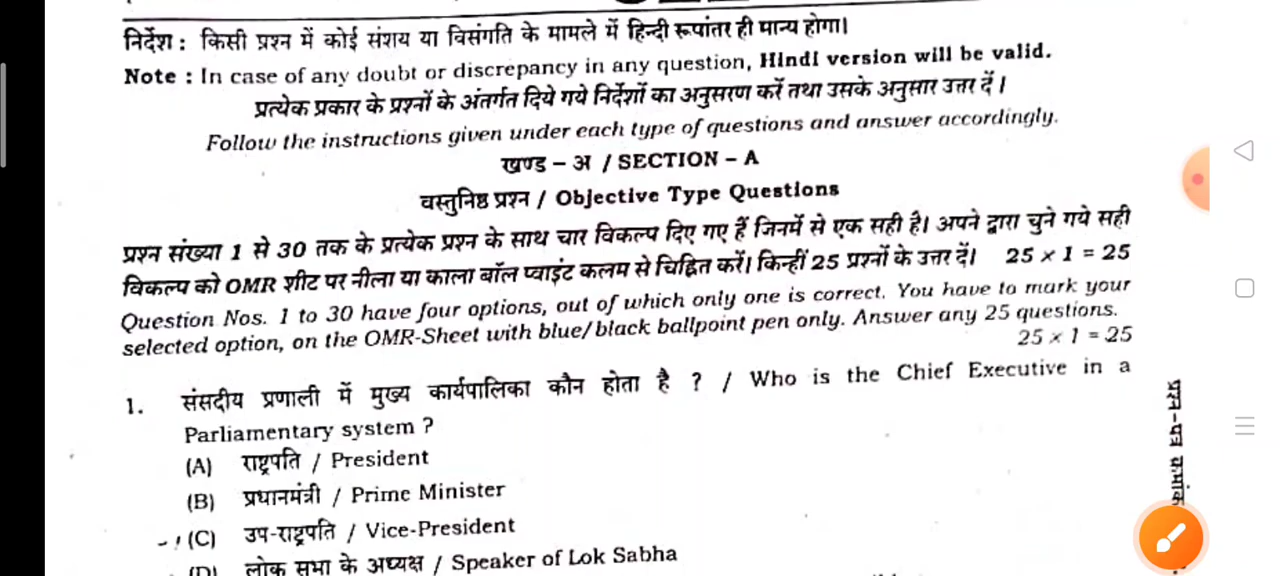 निर्देश : किसी प्रश्न में कोई संशय या विसंगति के मामले में हिन्दी रूपांतर ही मान्य होगा।
Note : In case of any doubt or discrepancy in any question, Hindi version will be valid.
प्रत्येक प्रकार के प्रश्नों के अंतर्गत दिये गये निर्देशों का अनुसरण करें तथा उसके अनुसार उत्तर दें।
Follow the instructions given under each type of questions and answer accordingly.
खण्ड – अ / SECTION – A
वस्तुनिष्ठ प्रश्न / Objective Type Questions
प्रश्न संख्या 1 से 30 तक के प्रत्येक प्रश्न के साथ चार विकल्प दिए गए हैं जिनमें से एक सही है। अपने द्वारा चुने गये सही
विकल्प को OMR शीट पर नीला या काला बॉल प्वाइंट कलम से चिह्नित करें। किन्हीं 25 प्रश्नों के उत्तर दें। 25 × 1 = 25
Question Nos. 1 to 30 have four options, out of which only one is correct. You have to mark your
selected option, on the OMR-Sheet with blue/black ballpoint pen only. Answer any 25 questions.
25 × 1 = 25
1. संसदीय प्रणाली में मुख्य कार्यपालिका कौन होता है ? / Who is the Chief Executive in a
Parliamentary system ?
(A) राष्ट्रपति / President
(B) प्रधानमंत्री / Prime Minister
(C) उप-राष्ट्रपति / Vice-President
(D) लोक सभा के अध्यक्ष / Speaker of Lok Sabha
प्रश्न-पत्र क्रमांक